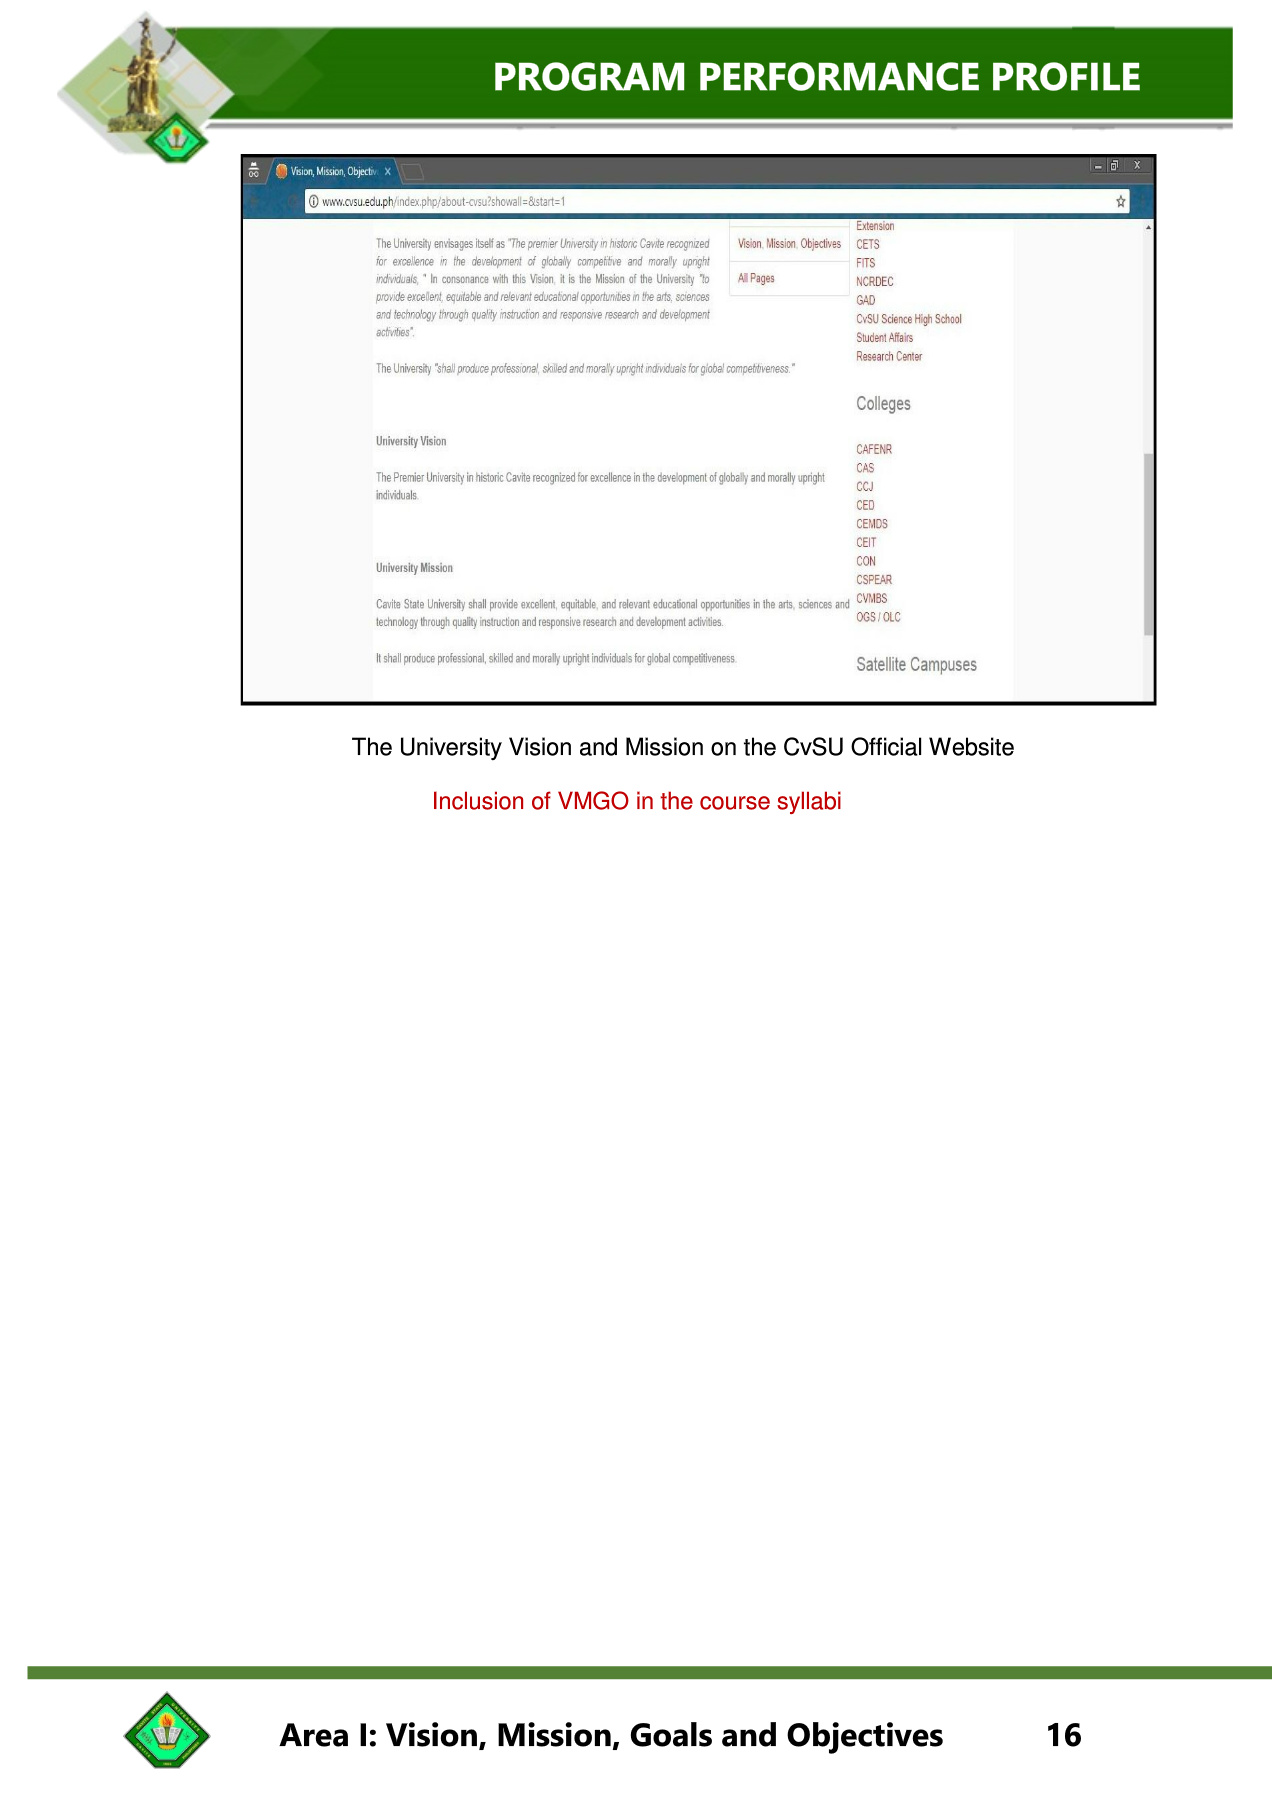 PROGRAM PERFORMANCE PROFILE
Vision, Mission, Objectiv
www.cvsu.edu.ph/index.php/about-cvsu?showall=&start=1
The University envisages itself as "The premier University in historic Cavite recognized
for excellence in the development of globally competitive and morally upright
individuals, " In consonance with this Vision, it is the Mission of the University "to
provide excellent, equitable and relevant educational opportunities in the arts, sciences
and technology through quality instruction and responsive research and development
activities".
The University "shall produce professional, skilled and morally upright individuals for global competitiveness."
University Vision
The Premier University in historic Cavite recognized for excellence in the development of globally and morally upright
individuals.
University Mission
Cavite State University shall provide excellent, equitable, and relevant educational opportunities in the arts, sciences and
technology through quality instruction and responsive research and development activities.
It shall produce professional, skilled and morally upright individuals for global competitiveness.
Vision, Mission, Objectives
All Pages
Extension
CETS
FITS
NCRDEC
GAD
CvSU Science High School
Student Affairs
Research Center
Colleges
CAFENR
CAS
CCJ
CED
CEMDS
CEIT
CON
CSPEAR
CVMBS
OGS / OLC
Satellite Campuses
The University Vision and Mission on the CvSU Official Website
Inclusion of VMGO in the course syllabi
Area I: Vision, Mission, Goals and Objectives 16